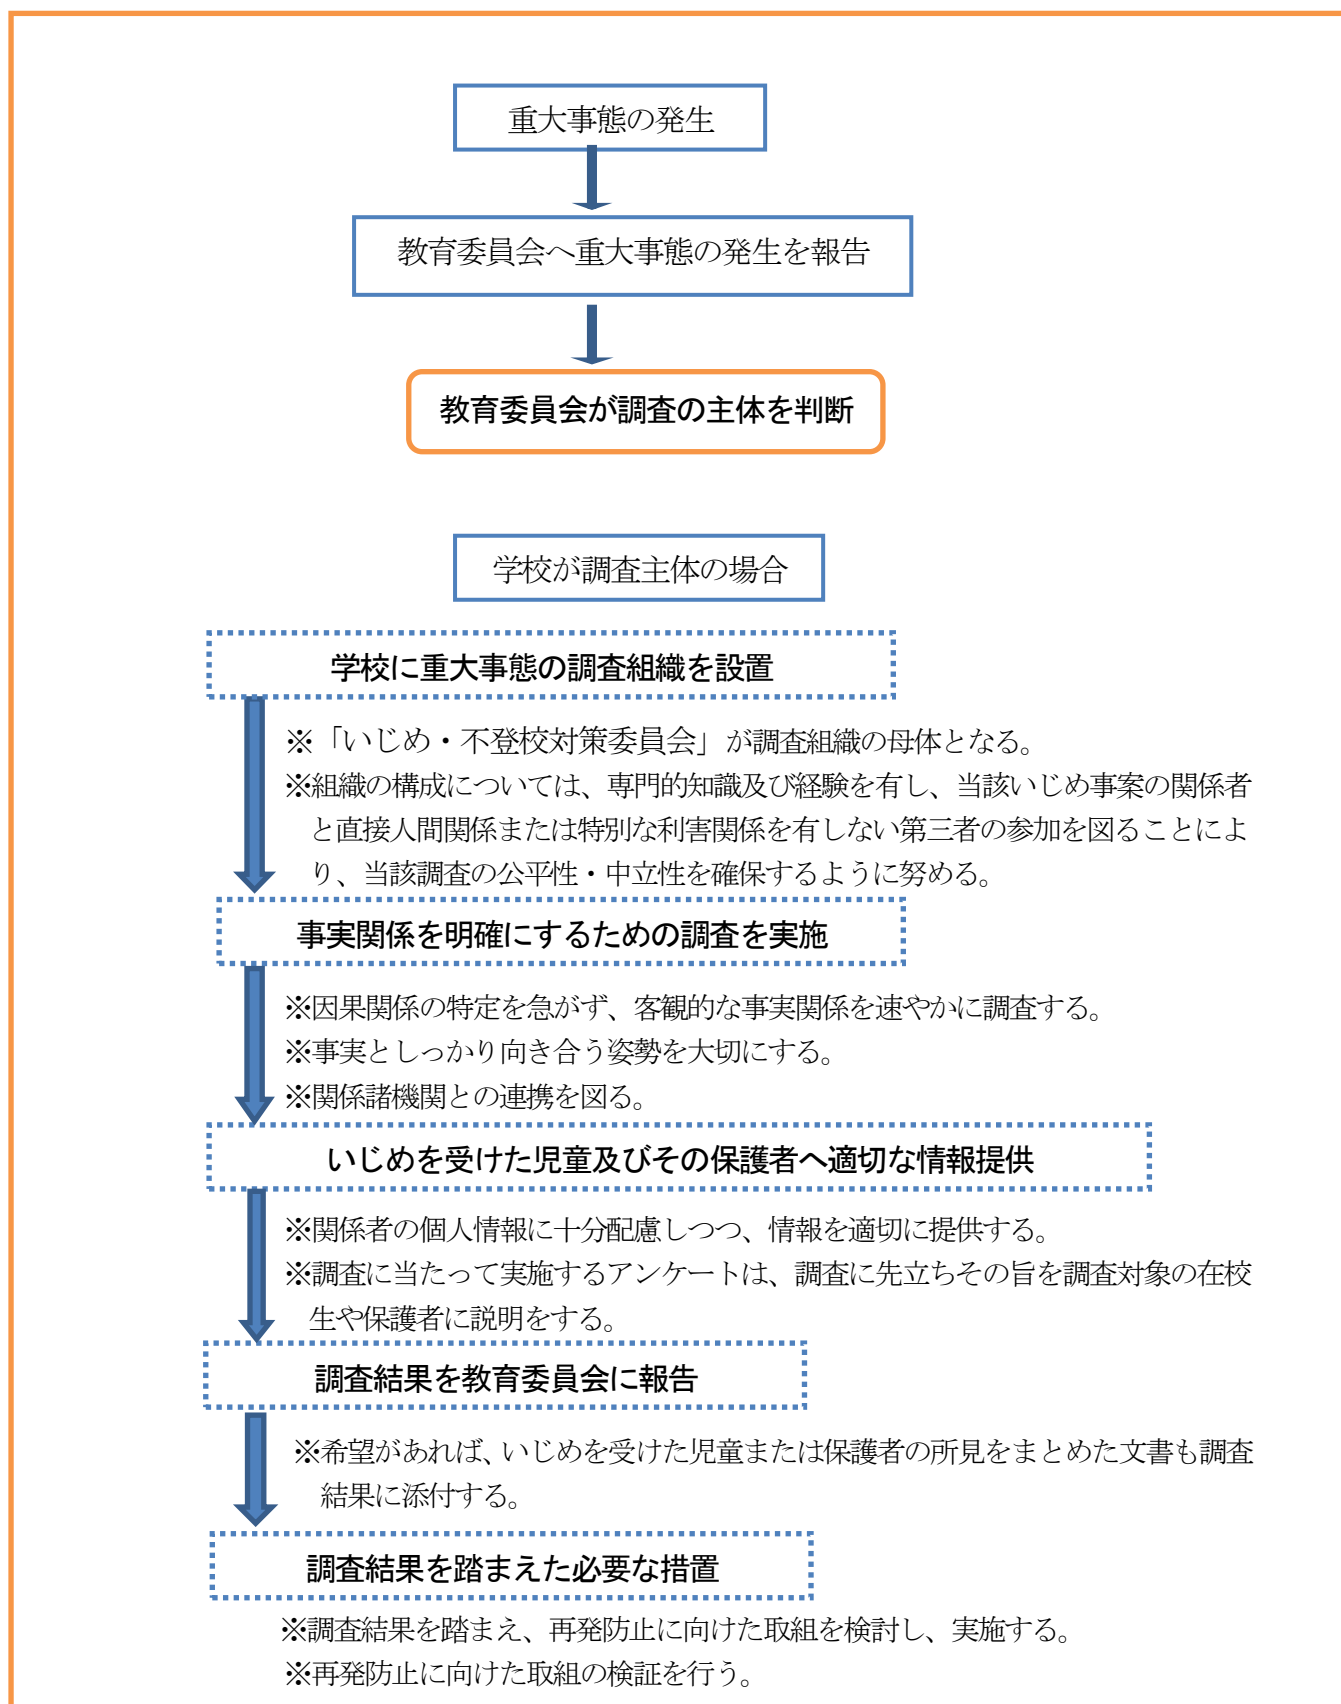 重大事態の発生
教育委員会へ重大事態の発生を報告
教育委員会が調査の主体を判断
学校が調査主体の場合
学校に重大事態の調査組織を設置
※「いじめ・不登校対策委員会」が調査組織の母体となる。
※組織の構成については、専門的知識及び経験を有し、当該いじめ事案の関係者
と直接人間関係または特別な利害関係を有しない第三者の参加を図ることによ
り、当該調査の公平性・中立性を確保するように努める。
事実関係を明確にするための調査を実施
※因果関係の特定を急がず、客観的な事実関係を速やかに調査する。
※事実としっかり向き合う姿勢を大切にする。
※関係諸機関との連携を図る。
いじめを受けた児童及びその保護者へ適切な情報提供
※関係者の個人情報に十分配慮しつつ、情報を適切に提供する。
※調査に当たって実施するアンケートは、調査に先立ちその旨を調査対象の在校
生や保護者に説明をする。
調査結果を教育委員会に報告
※希望があれば、いじめを受けた児童または保護者の所見をまとめた文書も調査
結果に添付する。
調査結果を踏まえた必要な措置
※調査結果を踏まえ、再発防止に向けた取組を検討し、実施する。
※再発防止に向けた取組の検証を行う。